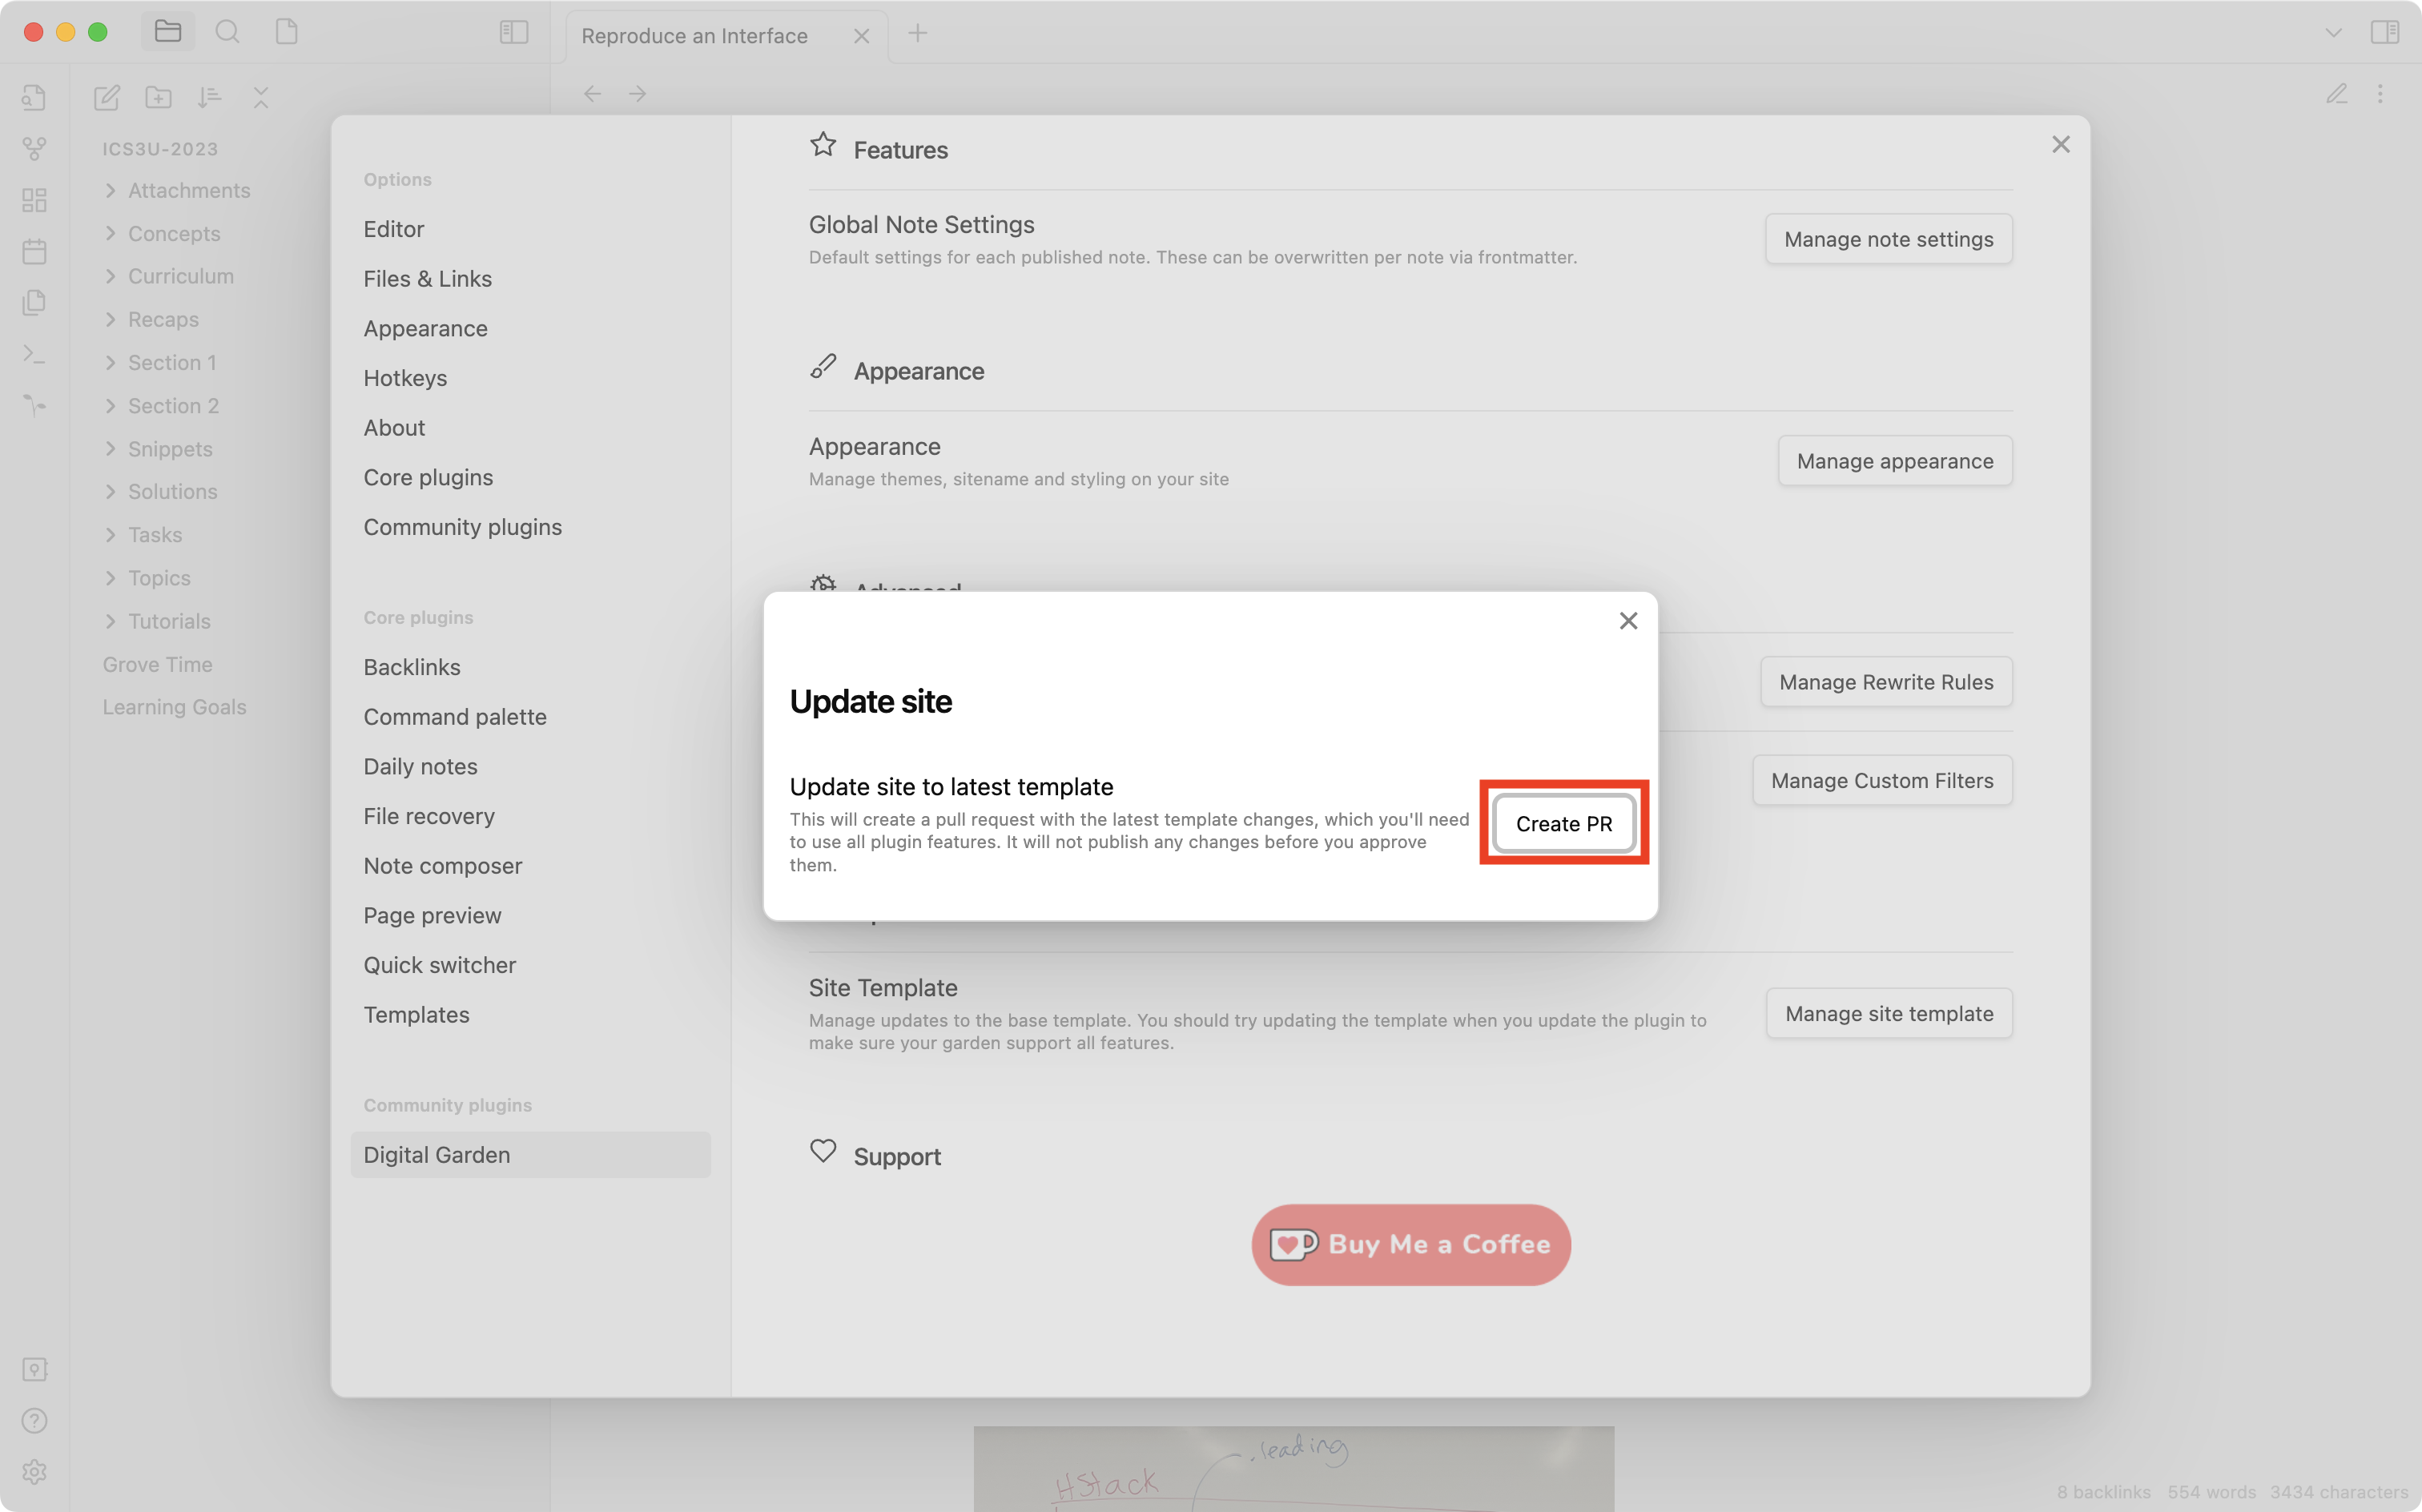 Reproduce an Interface
ICS3U-2023
Attachments
Concepts
Curriculum
Recaps
Section 1
Section 2
Snippets
Solutions
Tasks
Topics
Tutorials
Grove Time
Learning Goals
Options
Editor
Files & Links
Appearance
Hotkeys
About
Core plugins
Community plugins
Core plugins
Backlinks
Command palette
Daily notes
File recovery
Note composer
Page preview
Quick switcher
Templates
Community plugins
Digital Garden
Features
Global Note Settings
Default settings for each published note. These can be overwritten per note via frontmatter.
Manage note settings
Appearance
Appearance
Manage themes, sitename and styling on your site
Manage appearance
Advanced
Manage Rewrite Rules
Manage Custom Filters
Update site
Update site to latest template
This will create a pull request with the latest template changes, which you'll need
to use all plugin features. It will not publish any changes before you approve
them.
Create PR
Site Template
Manage updates to the base template. You should try updating the template when you update the plugin to
make sure your garden support all features.
Manage site template
Support
Buy Me a Coffee
.leading
HStack
8 backlinks 554 words 3434 characters